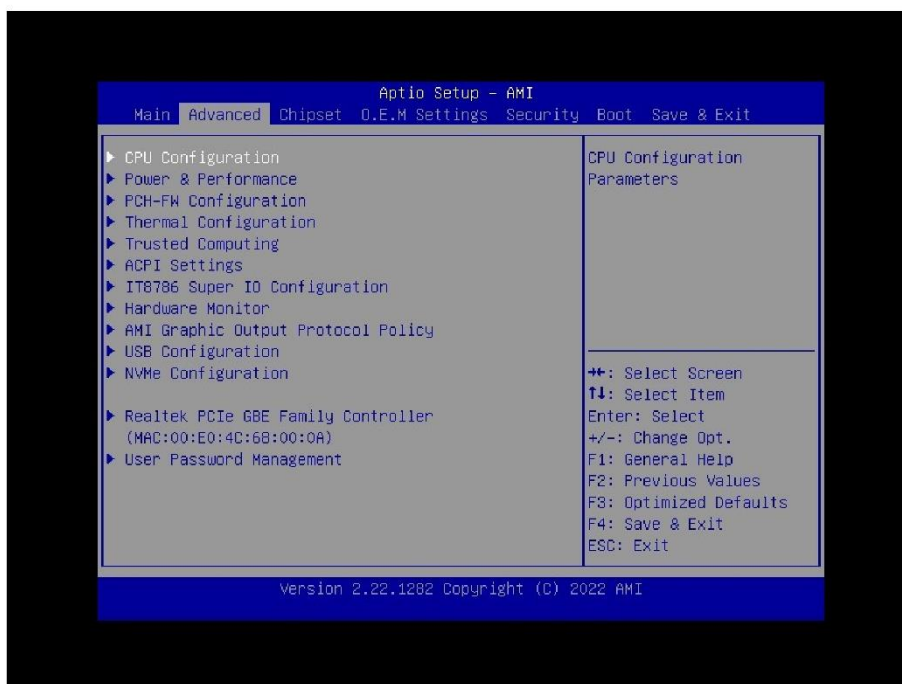 Aptio Setup - AMI
Main Advanced Chipset O.E.M Settings Security Boot Save & Exit
CPU Configuration
Power & Performance
PCH-FW Configuration
Thermal Configuration
Trusted Computing
ACPI Settings
IT8786 Super IO Configuration
Hardware Monitor
AMI Graphic Output Protocol Policy
USB Configuration
NVMe Configuration
Realtek PCIe GBE Family Controller
(MAC:00:E0:4C:68:00:0A)
User Password Management
CPU Configuration
Parameters
→←: Select Screen
↑↓: Select Item
Enter: Select
+/-: Change Opt.
F1: General Help
F2: Previous Values
F3: Optimized Defaults
F4: Save & Exit
ESC: Exit
Version 2.22.1282 Copyright (C) 2022 AMI